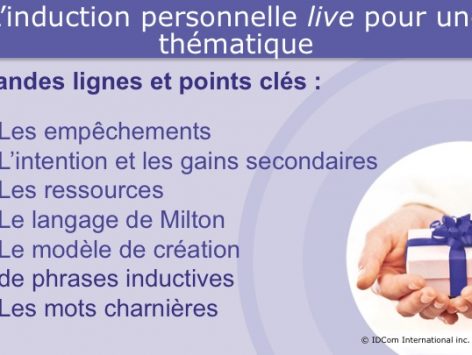 L'induction personnelle live pour un
thématique
andes lignes et points clés :
Les empêchements
L'intention et les gains secondaires
Les ressources
Le langage de Milton
Le modèle de création
de phrases inductives
Les mots charnières
© IDCom International inc.